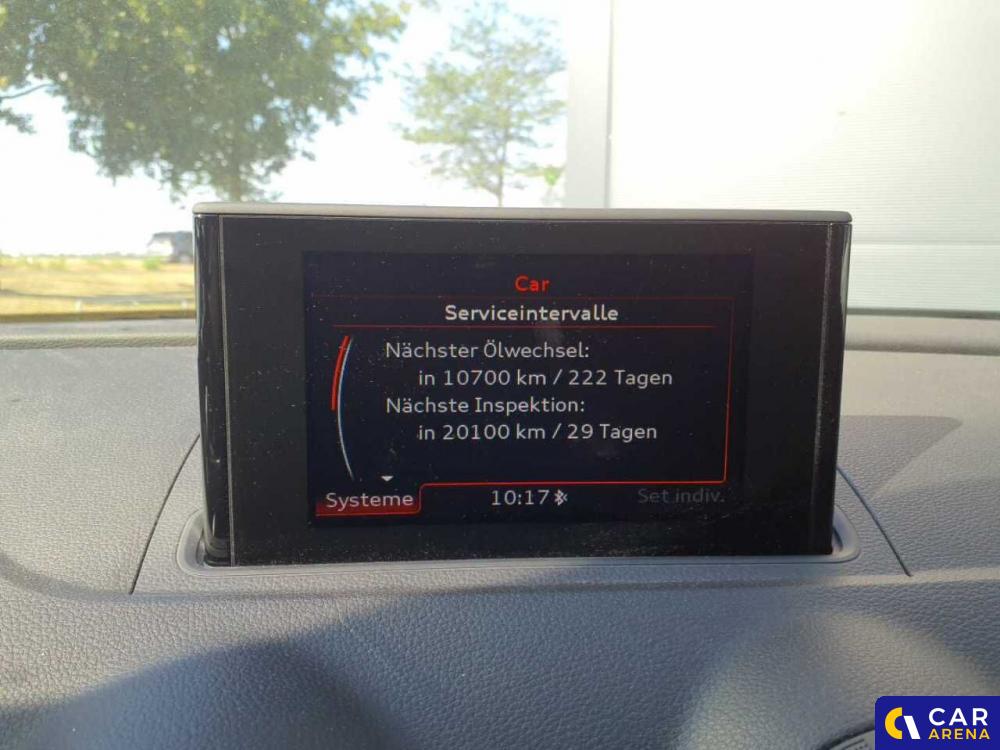 Car
Serviceintervalle
Nächster Ölwechsel:
in 10700 km / 222 Tagen
Nächste Inspektion:
in 20100 km / 29 Tagen
Systeme 10:17 Set indiv.
CAR
ARENA